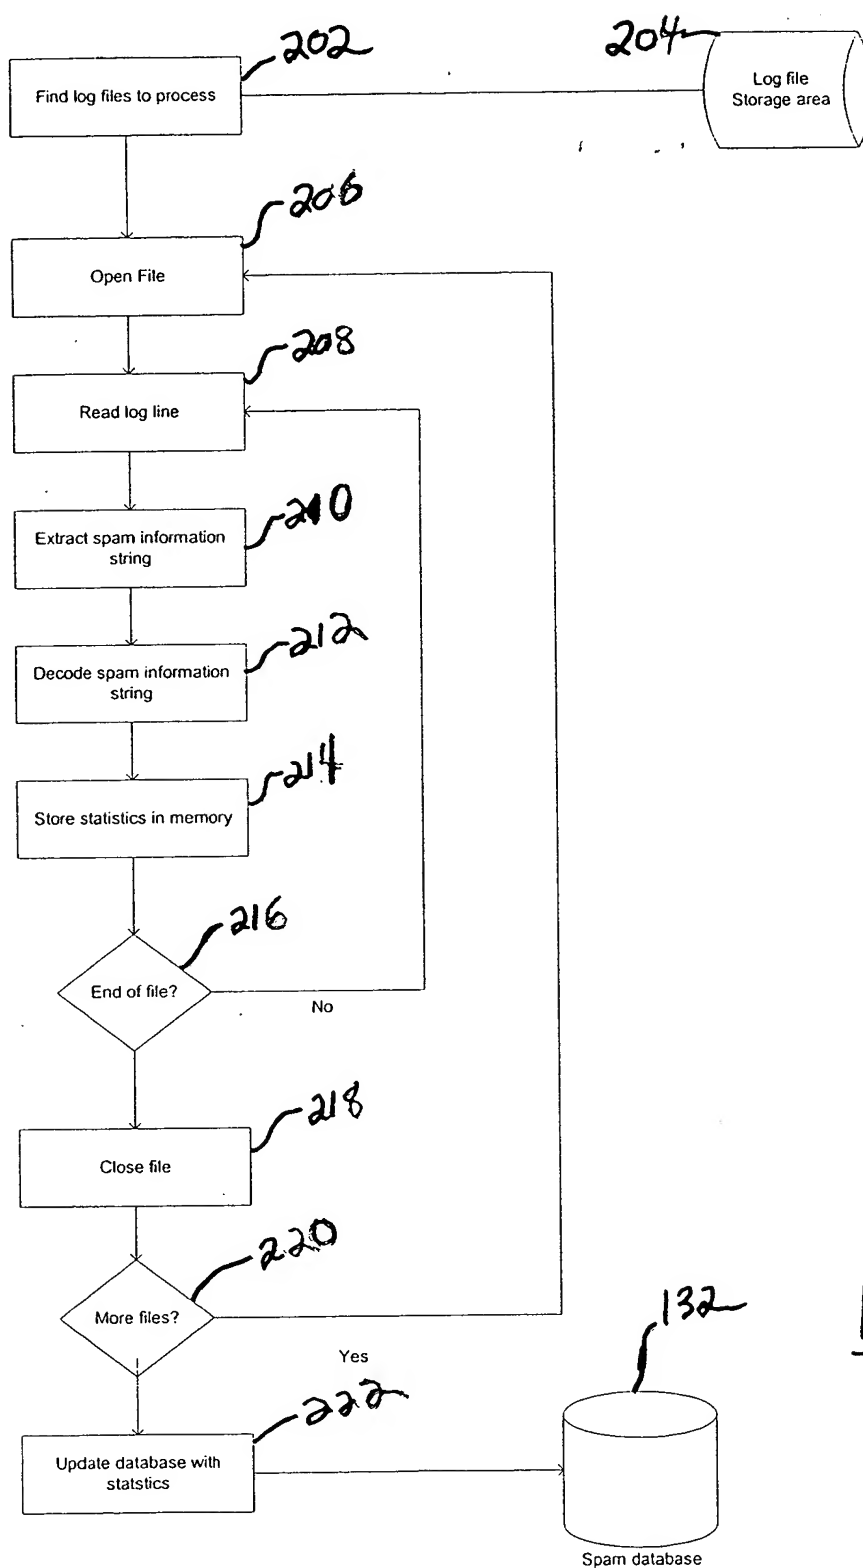 202
204
Find log files to process
Log file
Storage area
206
Open File
208
Read log line
210
Extract spam information
string
212
Decode spam information
string
214
Store statistics in memory
216
End of file?
No
218
Close file
220
More files?
132
Yes
222
Update database with
statstics
Spam database